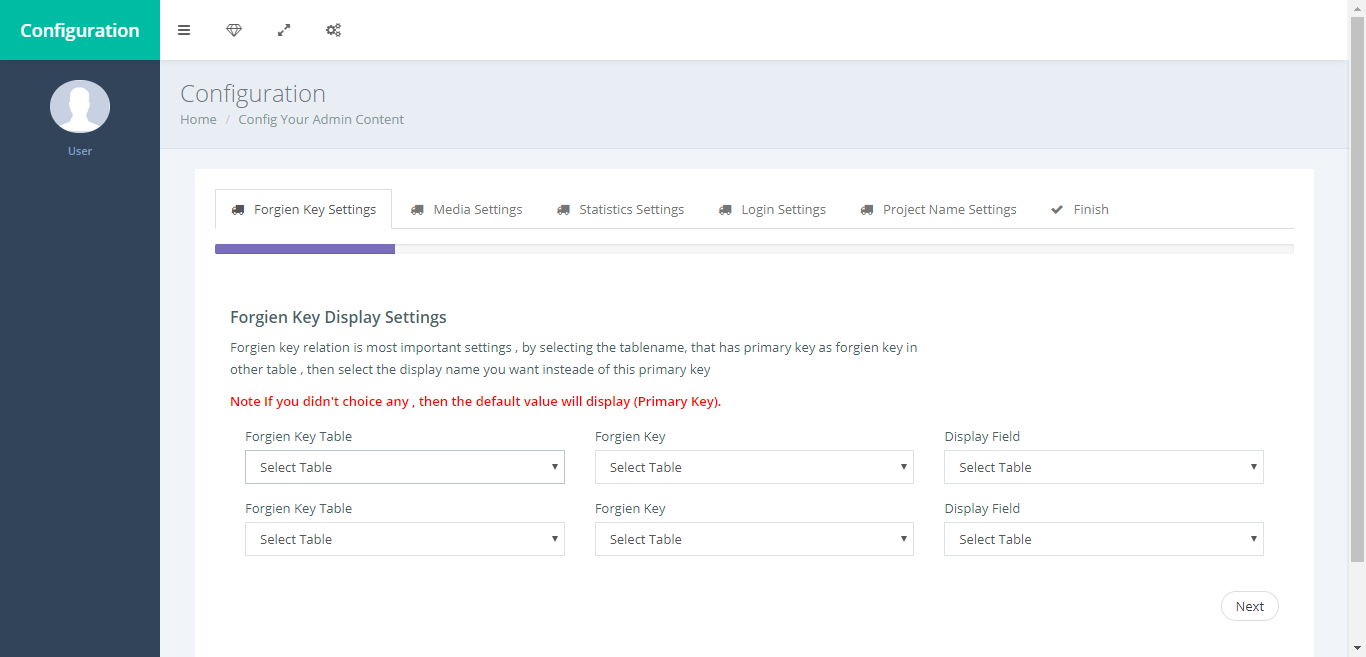 Configuration
User
Configuration
Home / Config Your Admin Content
Forgien Key Settings Media Settings Statistics Settings Login Settings Project Name Settings Finish
Forgien Key Display Settings
Forgien key relation is most important settings , by selecting the tablename, that has primary key as forgien key in
other table , then select the display name you want insteade of this primary key
Note If you didn't choice any , then the default value will display (Primary Key).
Forgien Key Table Forgien Key Display Field
Select Table Select Table Select Table
Forgien Key Table Forgien Key Display Field
Select Table Select Table Select Table
Next